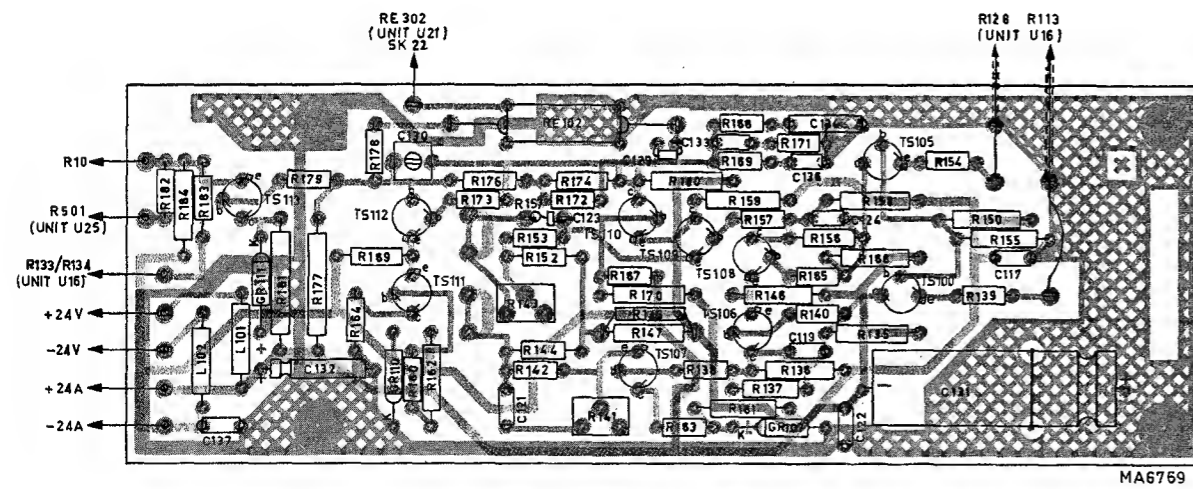 RE 302
(UNIT U21)
SK 22
R128 R113
(UNIT U16)
R10
R501
(UNIT U25)
R133/R134
(UNIT U16)
+24V
-24V
+24A
-24A
R182
R184
R183
e
TS113
R179
K
R181
R177
L102
L101
+
+
C132
C137
R178
C130
RE102
TS112
R169
e
b
TS111
R164
R160
R162
K
R176
R174
R173
R172
C123
R153
R152
R143
R144
R142
C121
R141
R180
R167
R170
R147
TS107
R138
R163
R168
C133
R169
R171
C136
R159
R157
TS109
TS108
TS106
R156
R165
R146
e
R140
C119
R136
R137
R161
K
GR107
C122
b
TS105
R154
R150
R155
C117
TS100
e
R139
R135
C131
MA6769